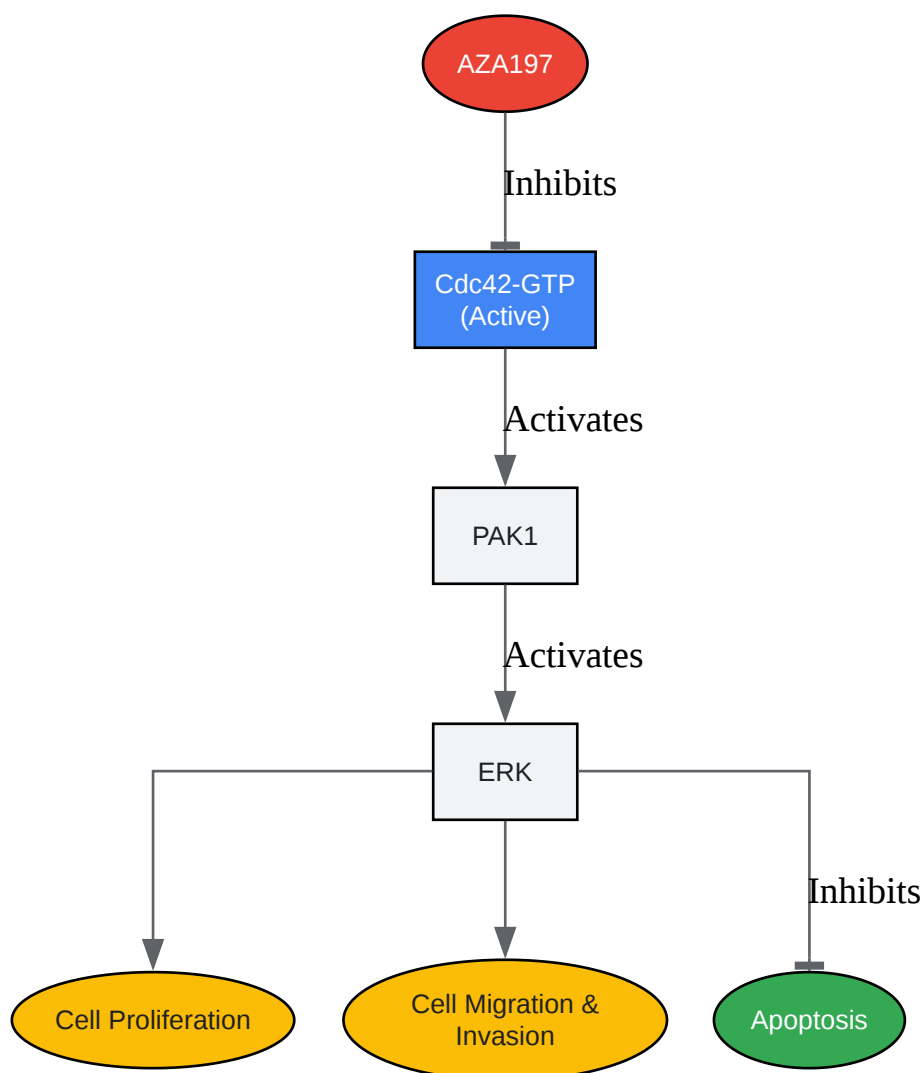 AZA197
Inhibits
Cdc42-GTP
(Active)
Activates
PAK1
Activates
ERK
Inhibits
Cell Proliferation
Cell Migration &
Invasion
Apoptosis